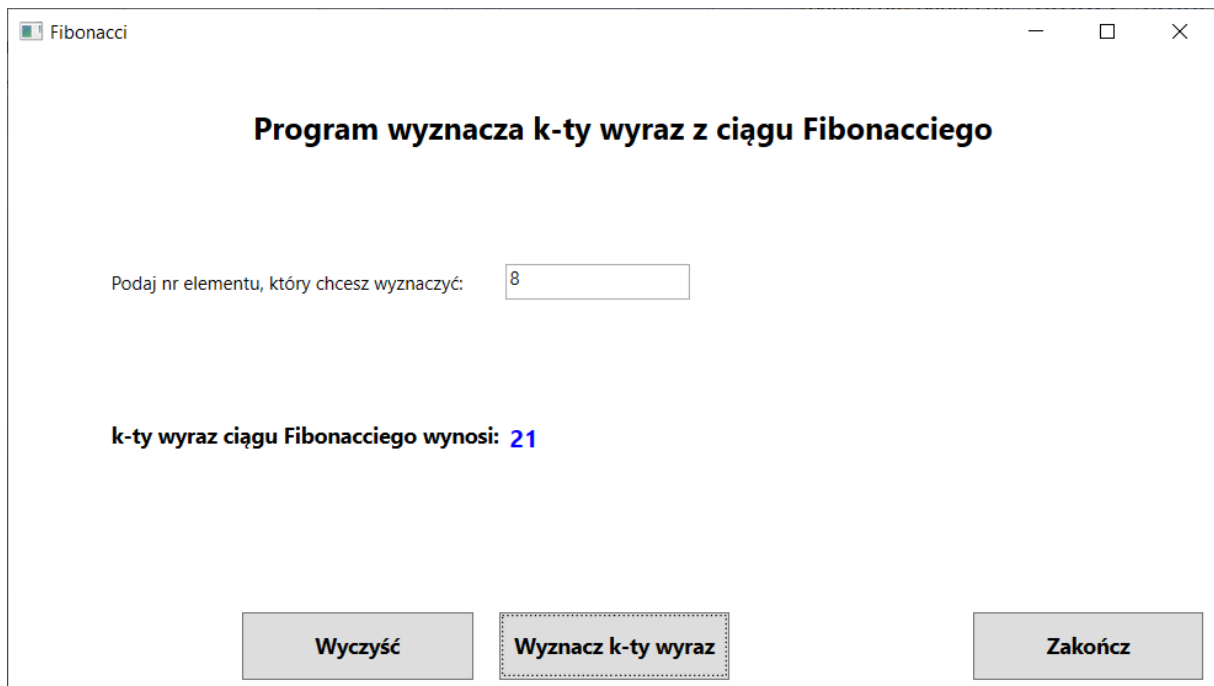 Fibonacci
Program wyznacza k-ty wyraz z ciągu Fibonacciego
Podaj nr elementu, który chcesz wyznaczyć: 8
k-ty wyraz ciągu Fibonacciego wynosi: 21
Wyczyść Wyznacz k-ty wyraz Zakończ